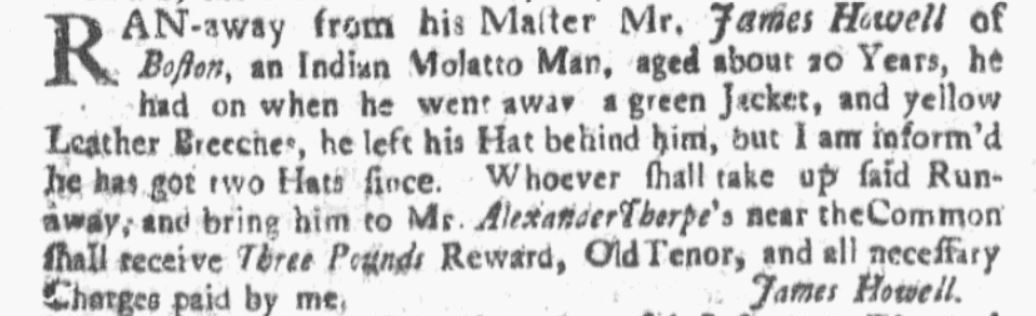 RAN-away from his Maſter Mr. James Howell of
Boſton, an Indian Molatto Man, aged about 20 Years, he
had on when he went away a green Jacket, and yellow
Leather Breeches, he left his Hat behind him, but I am inform'd
he has got two Hats ſince. Whoever ſhall take up ſaid Run-
away, and bring him to Mr. Alexander Thorpe's near the Common
ſhall receive Three Pounds Reward, Old Tenor, and all neceſſary
Charges paid by me,
James Howell.